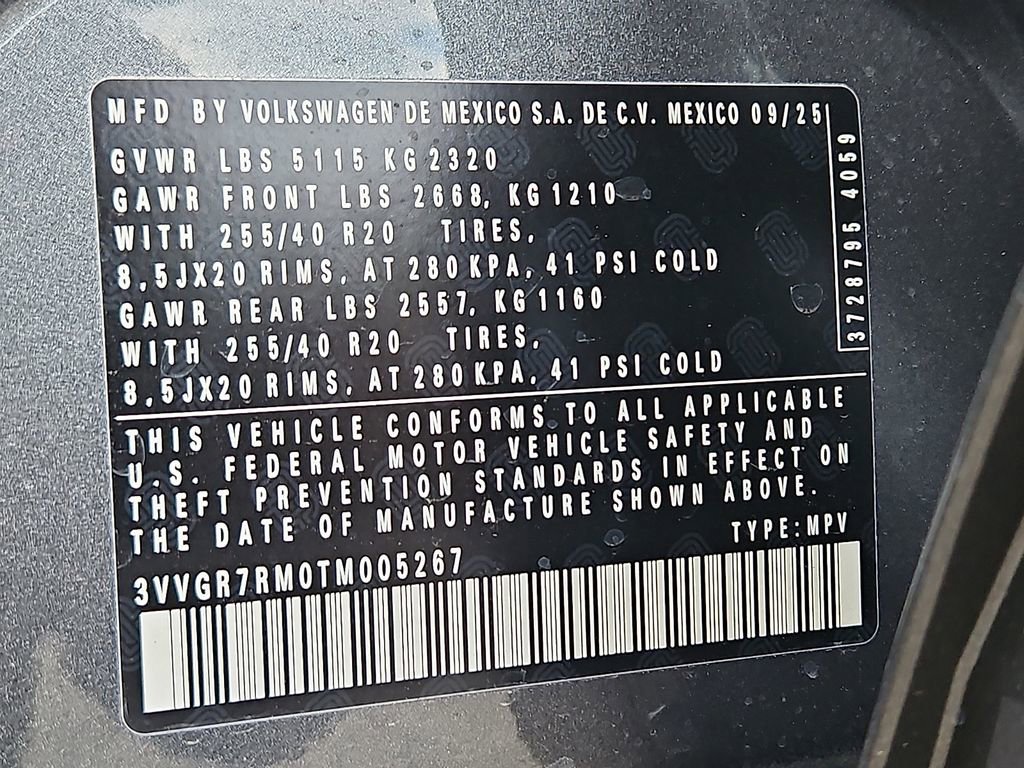 MFD BY VOLKSWAGEN DE MEXICO S.A. DE C.V. MEXICO 09/25
GVWR LBS 5115 KG 2320
GAWR FRONT LBS 2668, KG 1210
WITH 255/40 R20 TIRES,
8,5JX20 RIMS, AT 280 KPA, 41 PSI COLD
GAWR REAR LBS 2557, KG 1160
WITH 255/40 R20 TIRES,
8,5JX20 RIMS, AT 280 KPA, 41 PSI COLD
3728795 4059
THIS VEHICLE CONFORMS TO ALL APPLICABLE
U.S. FEDERAL MOTOR VEHICLE SAFETY AND
THEFT PREVENTION STANDARDS IN EFFECT ON
THE DATE OF MANUFACTURE SHOWN ABOVE.
TYPE: MPV
3VVGR7RM0TM005267